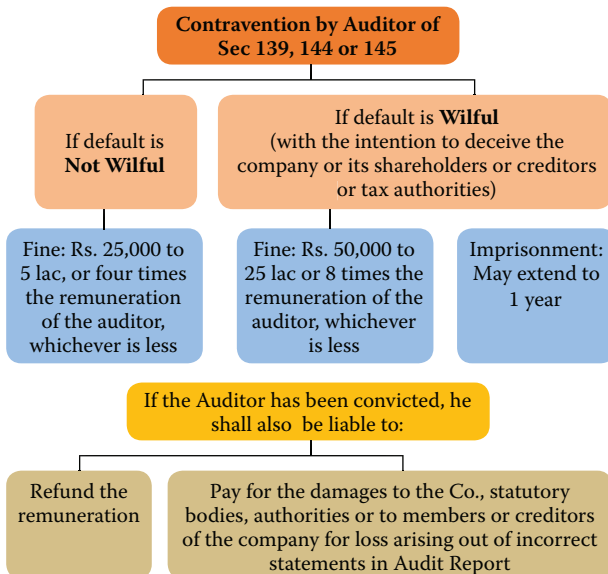 Contravention by Auditor of
Sec 139, 144 or 145
If default is
Not Wilful
If default is Wilful
(with the intention to deceive the
company or its shareholders or creditors
or tax authorities)
Fine: Rs. 25,000 to
5 lac, or four times
the remuneration
of the auditor,
whichever is less
Fine: Rs. 50,000 to
25 lac or 8 times the
remuneration of the
auditor, whichever
is less
Imprisonment:
May extend to
1 year
If the Auditor has been convicted, he
shall also be liable to:
Refund the
remuneration
Pay for the damages to the Co., statutory
bodies, authorities or to members or creditors
of the company for loss arising out of incorrect
statements in Audit Report